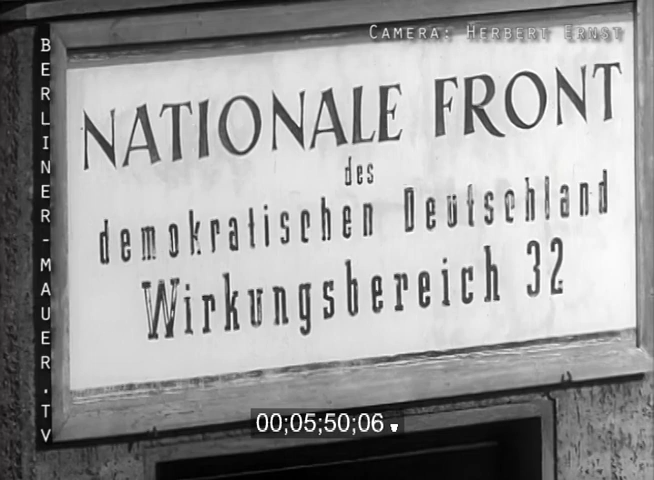 CAMERA: HERBERT ERNST
BERLINER-MAUER.TV
NATIONALE FRONT
des
demokratischen Deutschland
Wirkungsbereich 32
00;05;50;06